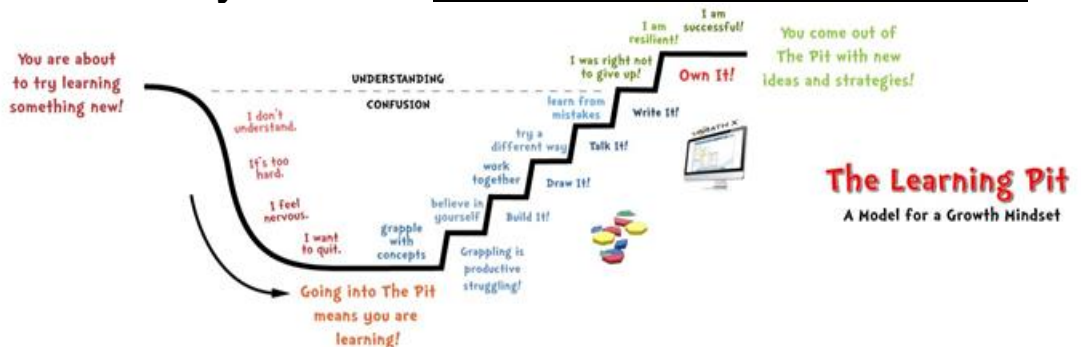 You are about
to try learning
something new!
UNDERSTANDING
CONFUSION
I don't
understand.
It's too
hard.
I feel
nervous.
I want
to quit.
Going into The Pit
means you are
learning!
grapple
with
concepts
Grappling is
productive
struggling!
believe in
yourself
Build It!
work
together
Draw It!
try a
different way
Talk It!
learn from
mistakes
Write It!
I was right not
to give up!
Own It!
I am
resilient!
I am
successful!
You come out of
The Pit with new
ideas and strategies!
The Learning Pit
A Model for a Growth Mindset